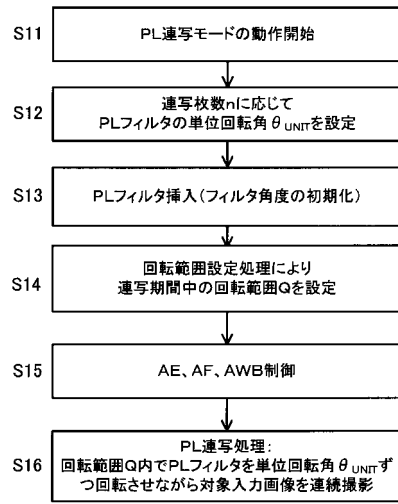 S11
PL連写モードの動作開始
S12
連写枚数nに応じて
PLフィルタの単位回転角θUNITを設定
S13
PLフィルタ挿入(フィルタ角度の初期化)
S14
回転範囲設定処理により
連写期間中の回転範囲Qを設定
S15
AE、AF、AWB制御
S16
PL連写処理:
回転範囲Q内でPLフィルタを単位回転角θUNITず
つ回転させながら対象入力画像を連続撮影